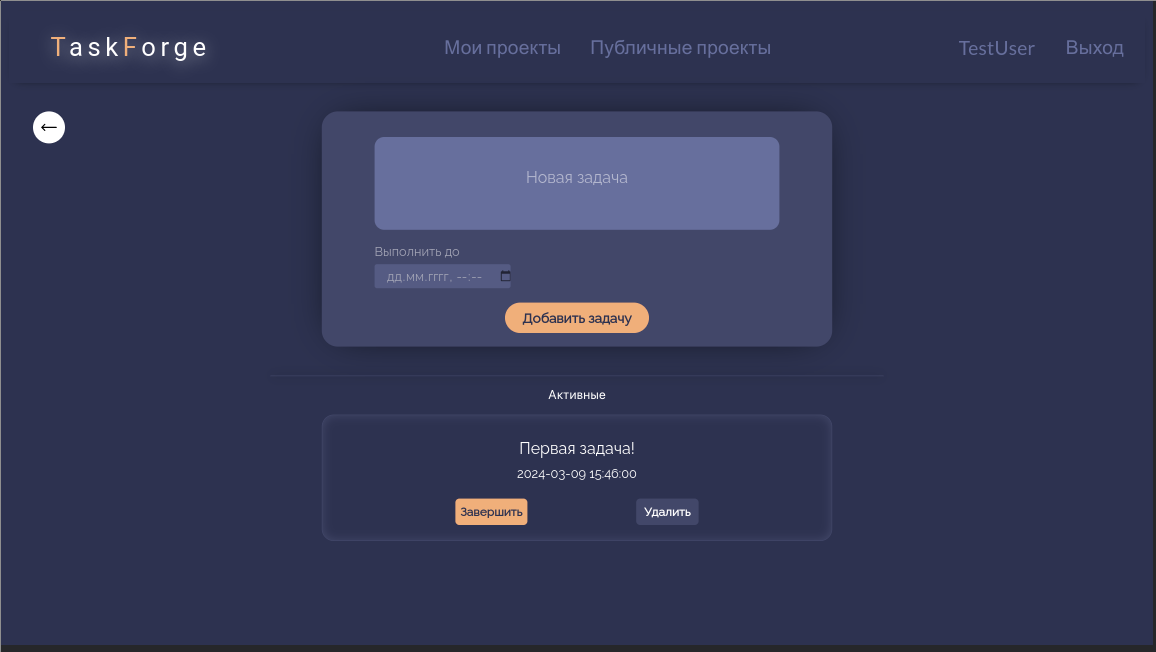 TaskForge Мои проекты Публичные проекты TestUser Выход
←
Новая задача
Выполнить до
дд.мм.гггг, --:--
Добавить задачу
Активные
Первая задача!
2024-03-09 15:46:00
Завершить Удалить